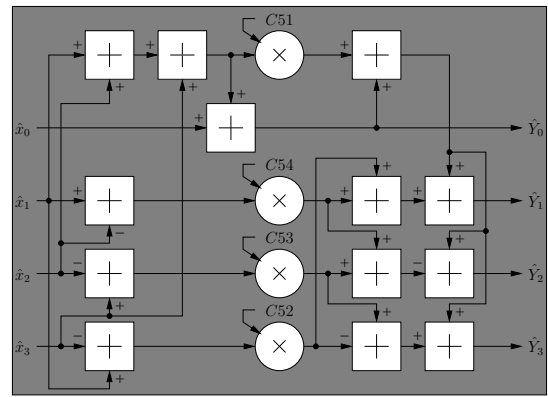 C51
+ + + +
+ × +
+ +
+
+ +
x̂₀ Ŷ₀
C54
+ + + +
x̂₁ + × + + Ŷ₁
−
C53
+ +
− + −
x̂₂ + × + + Ŷ₂
+
C52
+ +
− − +
x̂₃ + × + + Ŷ₃
+